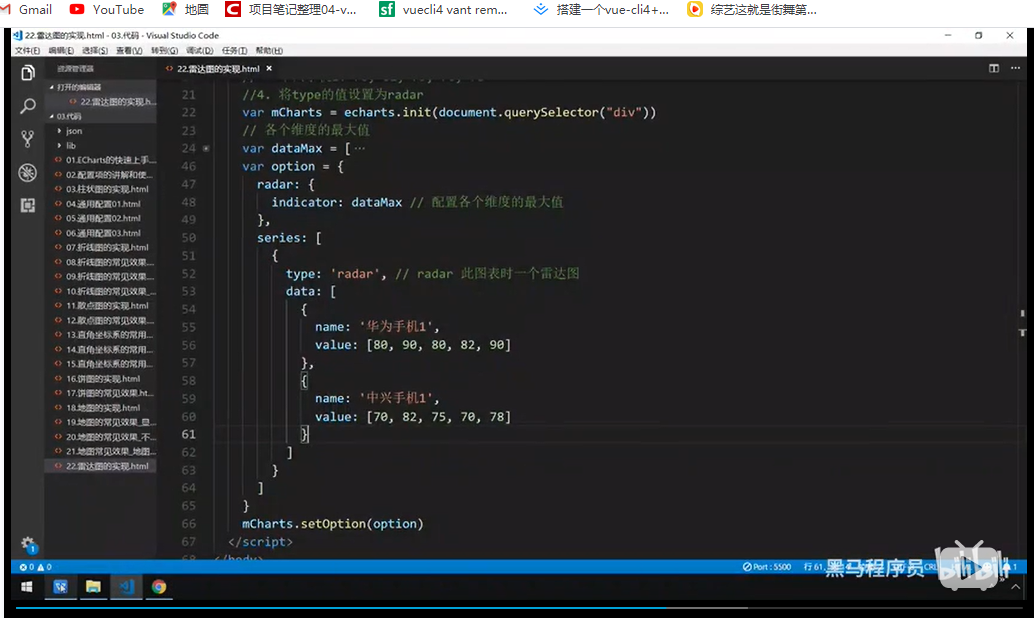 Gmail YouTube 地图 项目笔记整理04-v... vuecli4 vant rem... 搭建一个vue-cli4+... 综艺这就是街舞第...
22.雷达图的实现.html - 03.代码 - Visual Studio Code
文件(F) 编辑(E) 选择(S) 查看(V) 转到(G) 调试(D) 任务(T) 帮助(H)
资源管理器
打开的编辑器
22.雷达图的实现.h...
03.代码
json
lib
01.ECharts的快速上手...
02.配置项的讲解和使...
03.柱状图的实现.html
04.通用配置01.html
05.通用配置02.html
06.通用配置03.html
07.折线图的实现.html
08.折线图的常见效果...
09.折线图的常见效果...
10.折线图的常见效果_...
11.散点图的实现.html
12.散点图的常见效果...
13.直角坐标系的常用...
14.直角坐标系的常用...
15.直角坐标系的常用...
16.饼图的实现.html
17.饼图的常见效果.ht...
18.地图的实现.html
19.地图的常见效果_显...
20.地图的常见效果_不...
21.地图常见效果_地图...
22.雷达图的实现.html
22.雷达图的实现.html
21 //4. 将type的值设置为radar
22 var mCharts = echarts.init(document.querySelector("div"))
23 // 各个维度的最大值
24 var dataMax = [ ...
46 var option = {
47 radar: {
48 indicator: dataMax // 配置各个维度的最大值
49 },
50 series: [
51 {
52 type: 'radar', // radar 此图表时一个雷达图
53 data: [
54 {
55 name: '华为手机1',
56 value: [80, 90, 80, 82, 90]
57 },
58 {
59 name: '中兴手机1',
60 value: [70, 82, 75, 70, 78]
61 }
62 ]
63 }
64 ]
65 }
66 mCharts.setOption(option)
67 </script>
68 </body>
1
0 0 Port : 5500 行 61, CRL 1
黑马程序员 bilibili